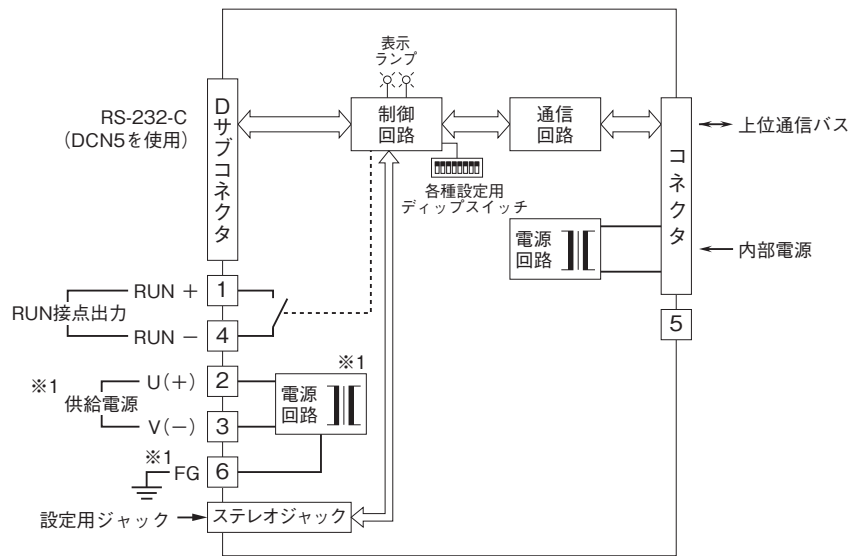 表示
ランプ
RS-232-C
（DCN5を使用）
Dサブコネクタ
制御
回路
通信
回路
コネクタ
上位通信バス
各種設定用
ディップスイッチ
電源
回路
内部電源
RUN +
1
RUN接点出力
RUN −
4
5
※1
供給電源
U(+)
2
V(−)
3
※1
電源
回路
※1
FG
6
設定用ジャック
ステレオジャック